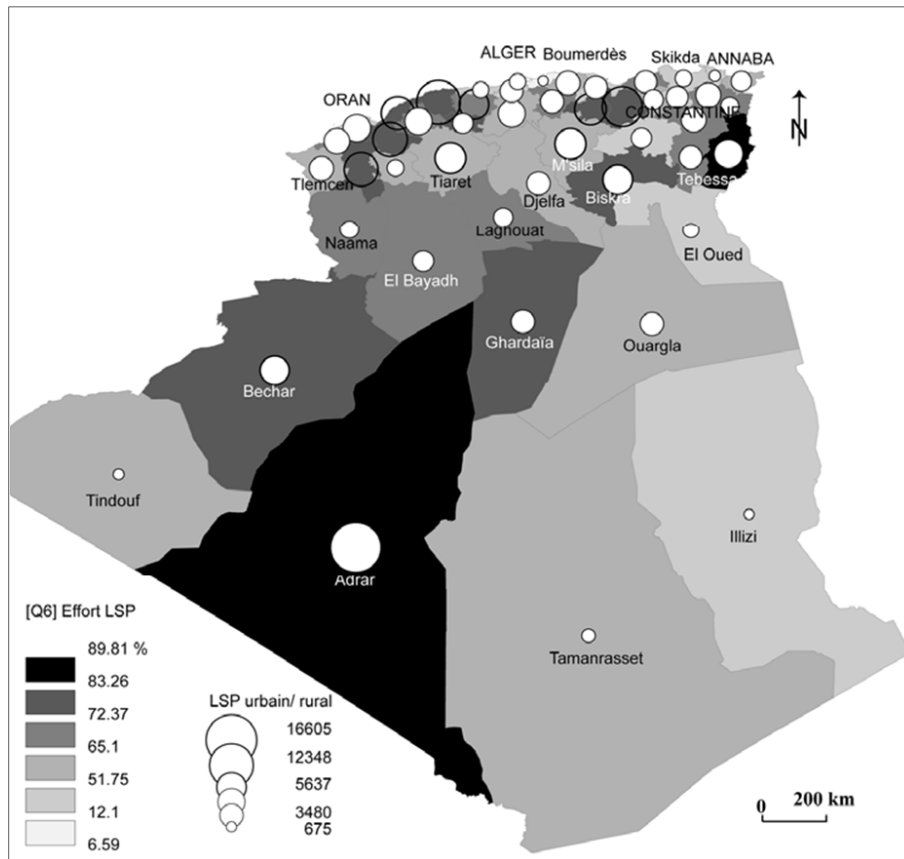 ALGER Boumerdès Skikda ANNABA
ORAN
CONSTANTINE
N
M'sila
Tlemcen Tiaret Tebessa
Djelfa Biskra
Naama Laghouat
El Oued
El Bayadh
Ghardaïa Ouargla
Bechar
Tindouf
Illizi
Adrar
Tamanrasset
[Q6] Effort LSP
89.81 %
83.26
72.37
65.1
51.75
12.1
6.59
LSP urbain/ rural
16605
12348
5637
3480
675
0 200 km